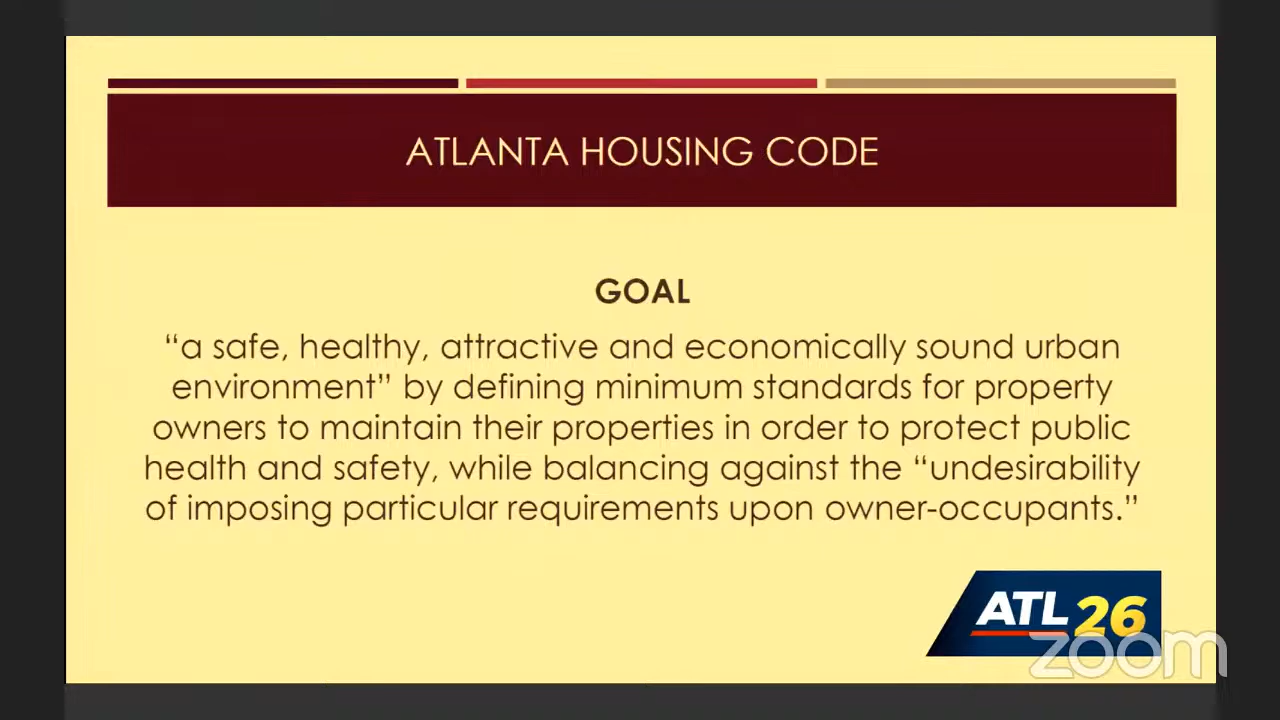 ATLANTA HOUSING CODE
GOAL
“a safe, healthy, attractive and economically sound urban
environment” by defining minimum standards for property
owners to maintain their properties in order to protect public
health and safety, while balancing against the “undesirability
of imposing particular requirements upon owner-occupants.”
ATL 26
zoom